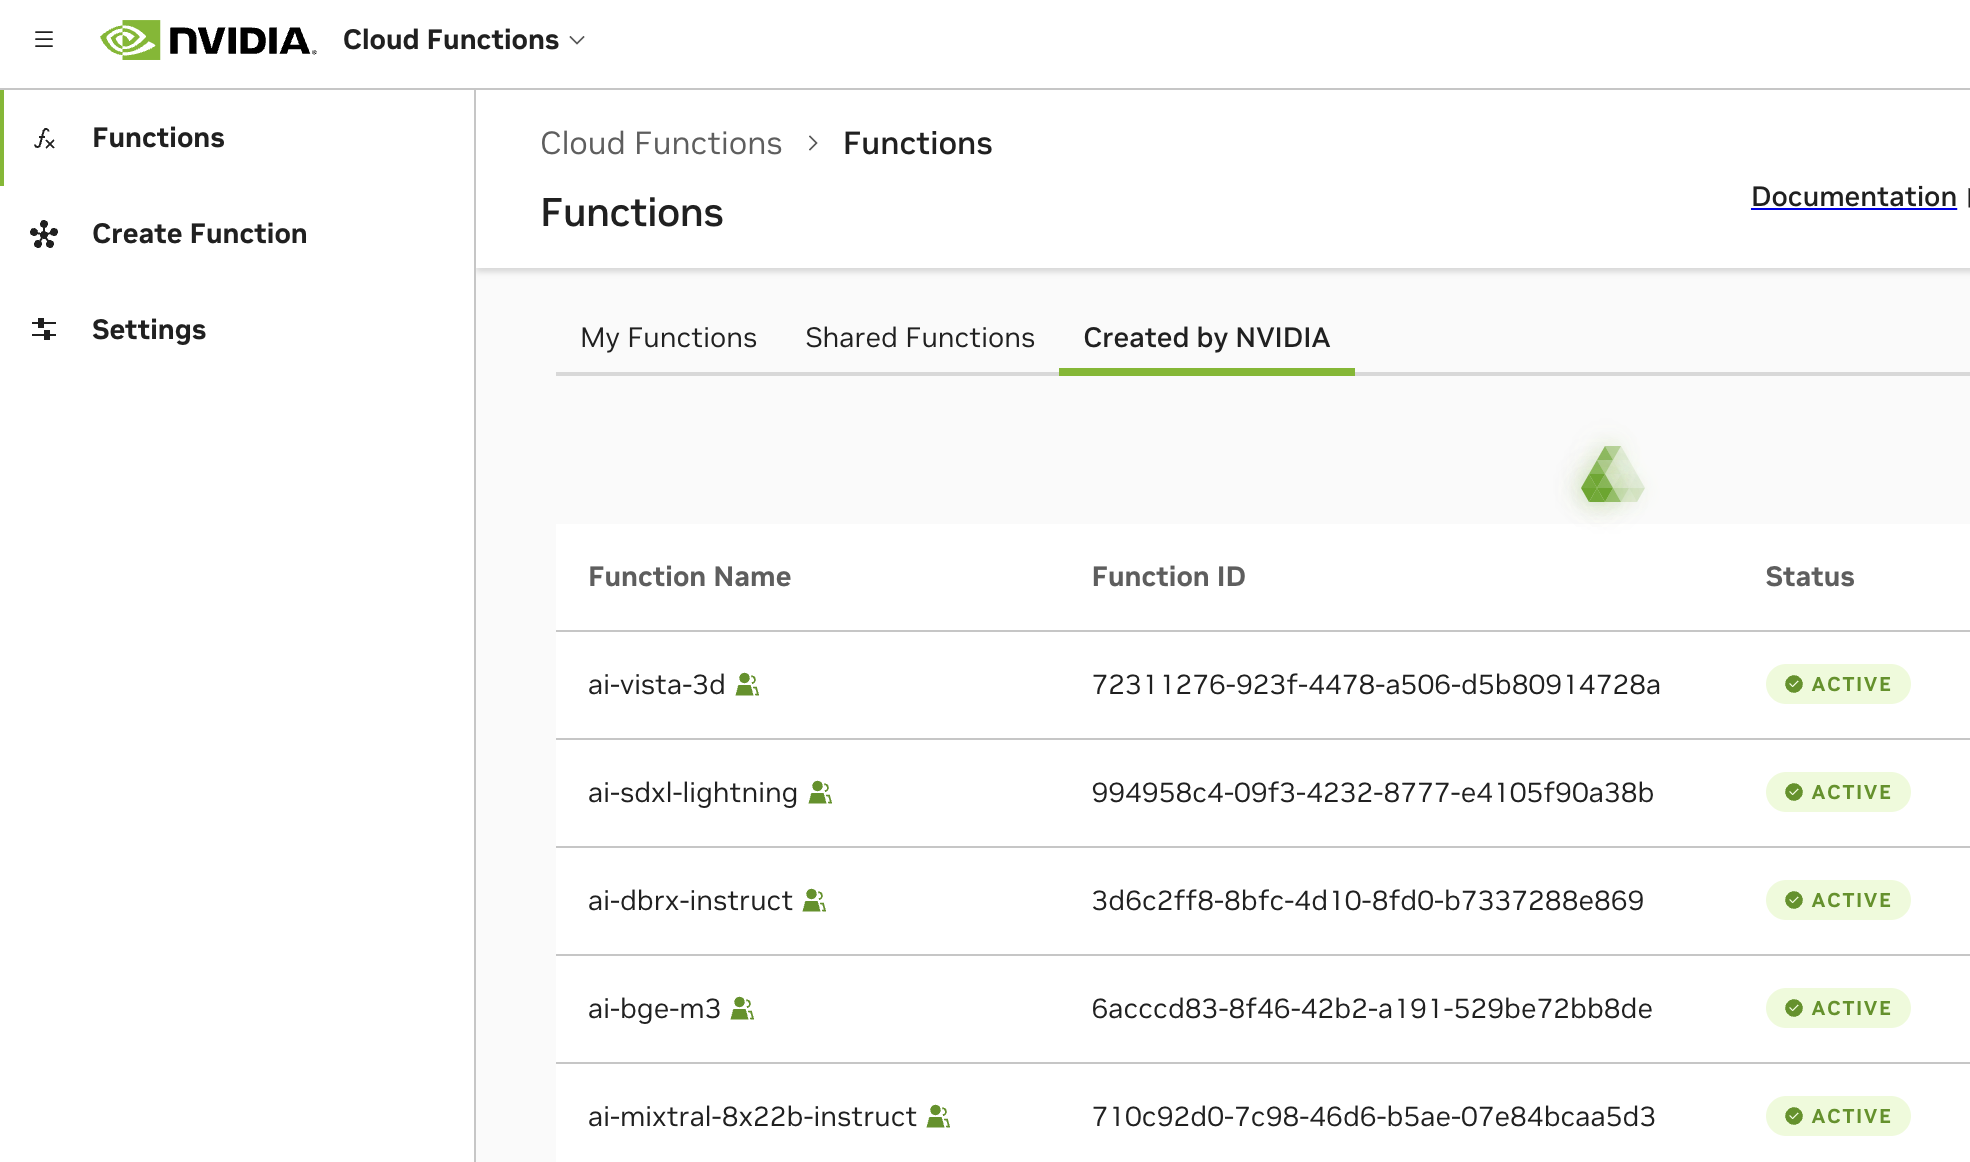 NVIDIA. Cloud Functions
Functions
Create Function
Settings
Cloud Functions > Functions
Functions
Documentation
My Functions Shared Functions Created by NVIDIA
Function Name Function ID Status
ai-vista-3d 72311276-923f-4478-a506-d5b80914728a ACTIVE
ai-sdxl-lightning 994958c4-09f3-4232-8777-e4105f90a38b ACTIVE
ai-dbrx-instruct 3d6c2ff8-8bfc-4d10-8fd0-b7337288e869 ACTIVE
ai-bge-m3 6acccd83-8f46-42b2-a191-529be72bb8de ACTIVE
ai-mixtral-8x22b-instruct 710c92d0-7c98-46d6-b5ae-07e84bcaa5d3 ACTIVE